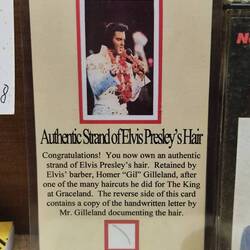 Authentic Strand of Elvis Presley's Hair
Congratulations! You now own an authentic
strand of Elvis Presley's hair. Retained by
Elvis' barber, Homer "Gil" Gilleland, after
one of the many haircuts he did for The King
at Graceland. The reverse side of this card
contains a copy of the handwritten letter by
Mr. Gilleland documenting the hair.
8
N